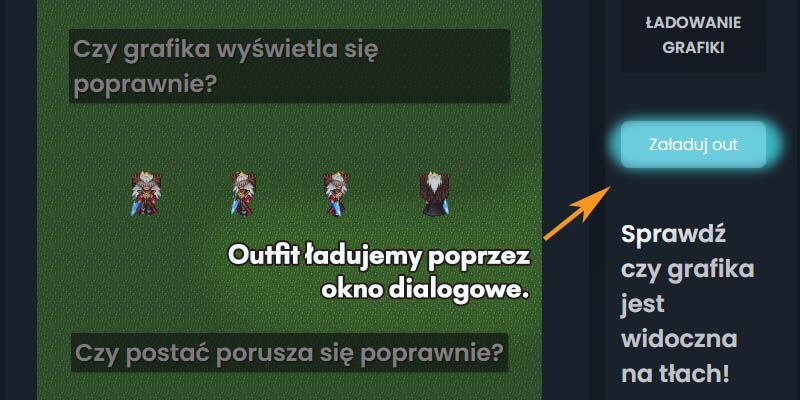 Czy grafika wyświetla się
poprawnie?
Outfit ładujemy poprzez
okno dialogowe.
Czy postać porusza się poprawnie?
ŁADOWANIE
GRAFIKI
Załaduj out
Sprawdź
czy grafika
jest
widoczna
na tłach!